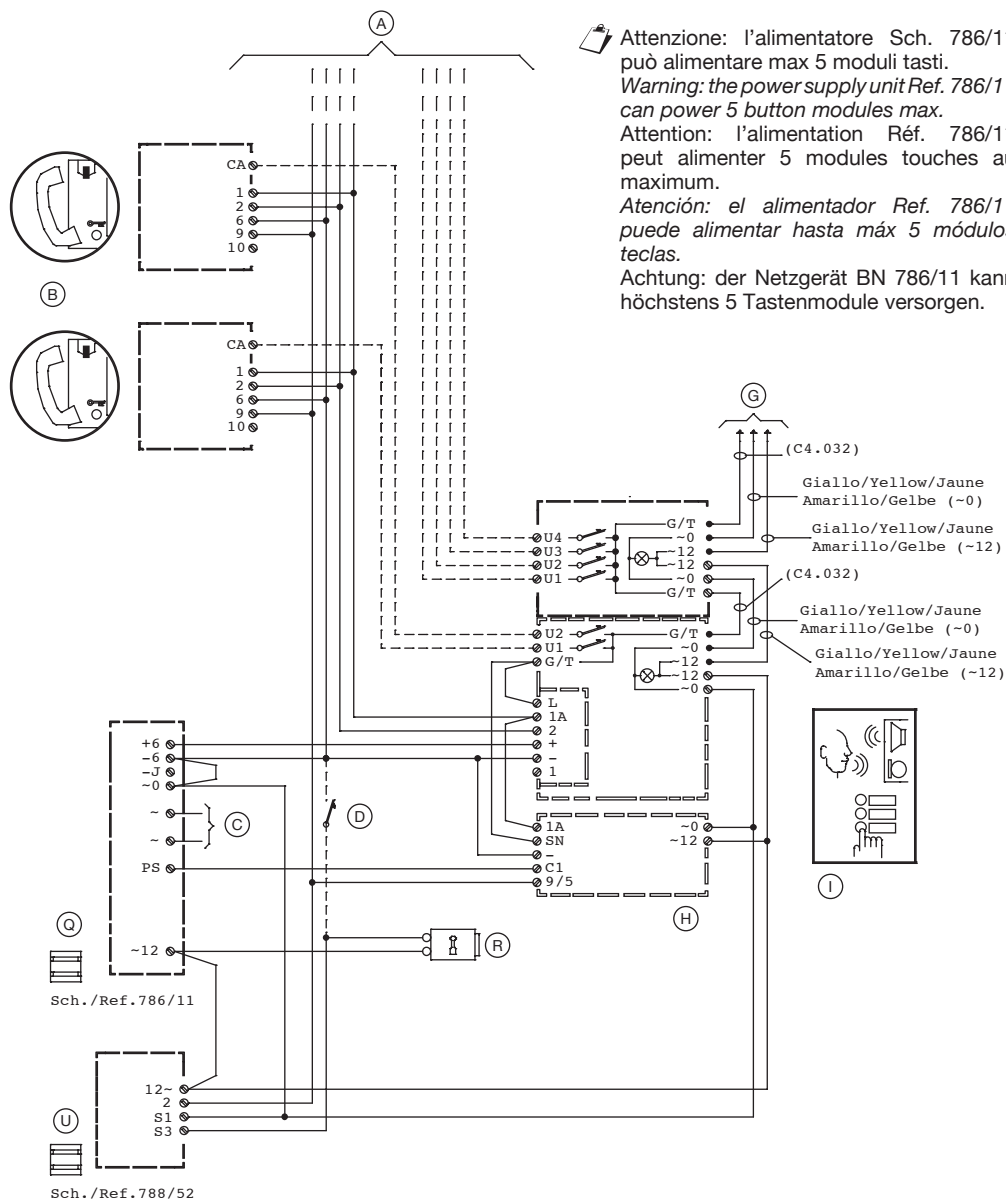 A
Attenzione: l'alimentatore Sch. 786/11
può alimentare max 5 moduli tasti.
Warning: the power supply unit Ref. 786/11
can power 5 button modules max.
Attention: l'alimentation Réf. 786/11
peut alimenter 5 modules touches au
maximum.
Atención: el alimentador Ref. 786/11
puede alimentar hasta máx 5 módulos
teclas.
Achtung: der Netzgerät BN 786/11 kann
höchstens 5 Tastenmodule versorgen.
CA
1
2
6
9
10
B
CA
1
2
6
9
10
G
(C4.032)
Giallo/Yellow/Jaune
Amarillo/Gelbe (~0)
Giallo/Yellow/Jaune
Amarillo/Gelbe (~12)
(C4.032)
Giallo/Yellow/Jaune
Amarillo/Gelbe (~0)
Giallo/Yellow/Jaune
Amarillo/Gelbe (~12)
U4
U3
U2
U1
G/T
~0
~12
~12
~0
G/T
U2
U1
G/T
G/T
~0
~12
~12
~0
L
1A
2
+
-
1
1A
SN
-
C1
9/5
~0
~12
H
I
+6
-6
-J
~0
~
~
PS
~12
C
D
R
Q
Sch./Ref.786/11
12~
2
S1
S3
U
Sch./Ref.788/52